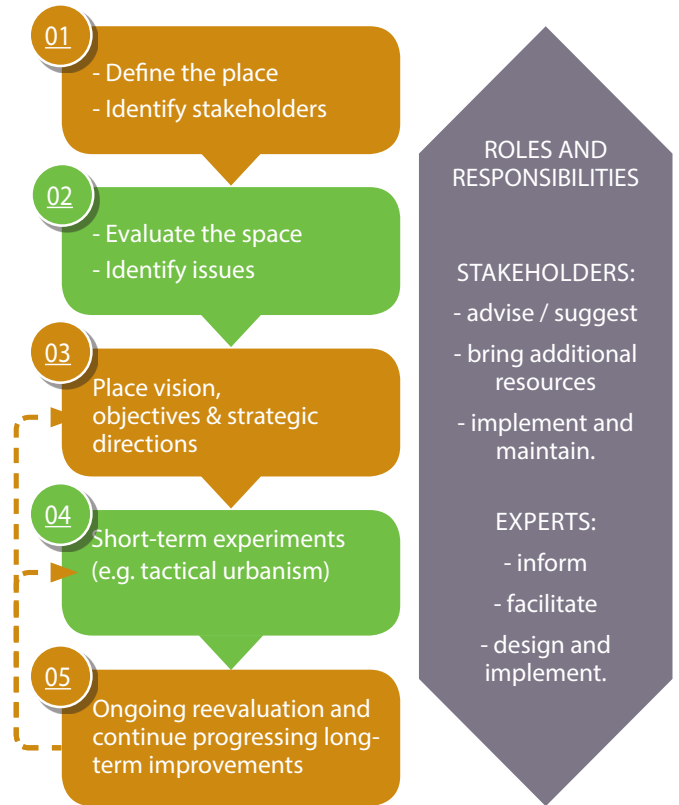 01
- Define the place
- Identify stakeholders
02
- Evaluate the space
- Identify issues
03
Place vision,
objectives & strategic
directions
04
Short-term experiments
(e.g. tactical urbanism)
05
Ongoing reevaluation and
continue progressing long-
term improvements
ROLES AND
RESPONSIBILITIES
STAKEHOLDERS:
- advise / suggest
- bring additional
resources
- implement and
maintain.
EXPERTS:
- inform
- facilitate
- design and
implement.